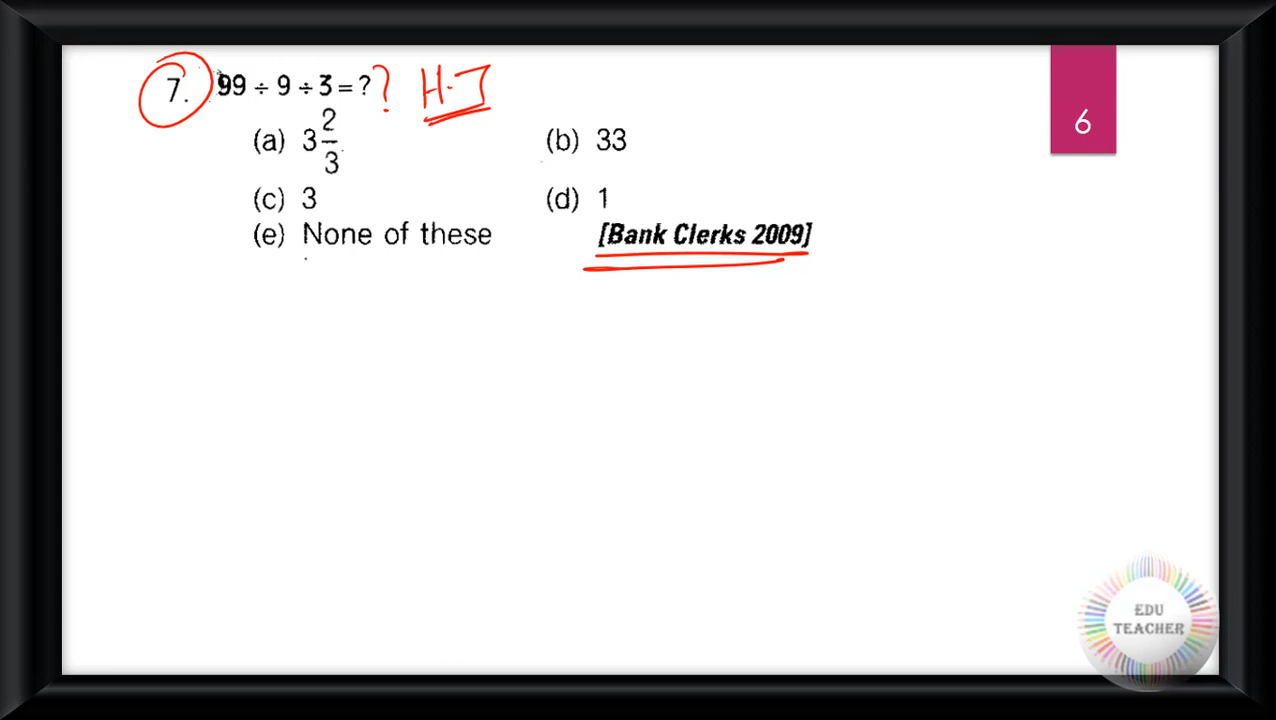 7. 99 ÷ 9 ÷ 3 = ? ? H.J
(a) 3 2/3 (b) 33
(c) 3 (d) 1
(e) None of these [Bank Clerks 2009]
6
EDU
TEACHER